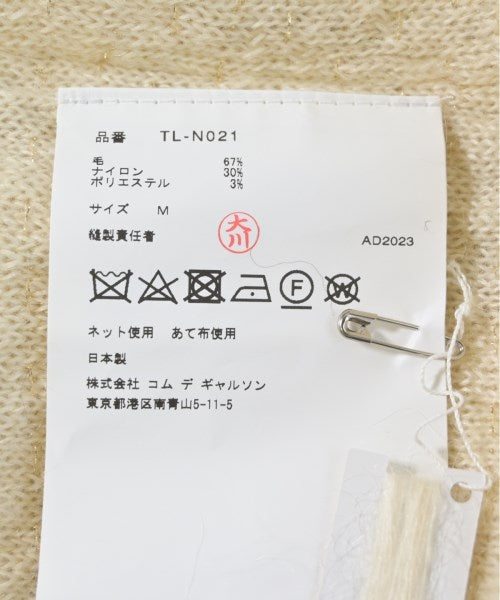 品番 TL-N021
毛 67%
ナイロン 30%
ポリエステル 3%
サイズ M
縫製責任者 大川 AD2023
F W
ネット使用 あて布使用
日本製
株式会社 コム デ ギャルソン
東京都港区南青山5-11-5